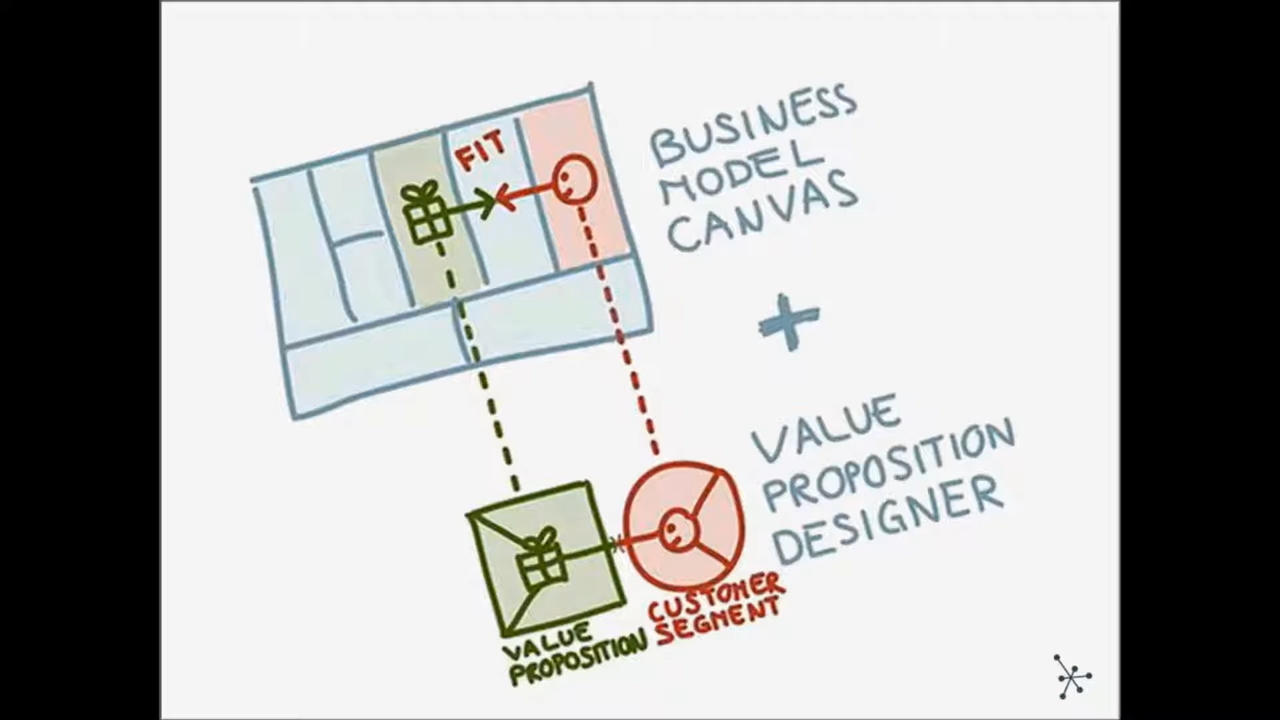 FIT
BUSINESS
MODEL
CANVAS
VALUE
PROPOSITION
DESIGNER
VALUE
PROPOSITION
CUSTOMER
SEGMENT